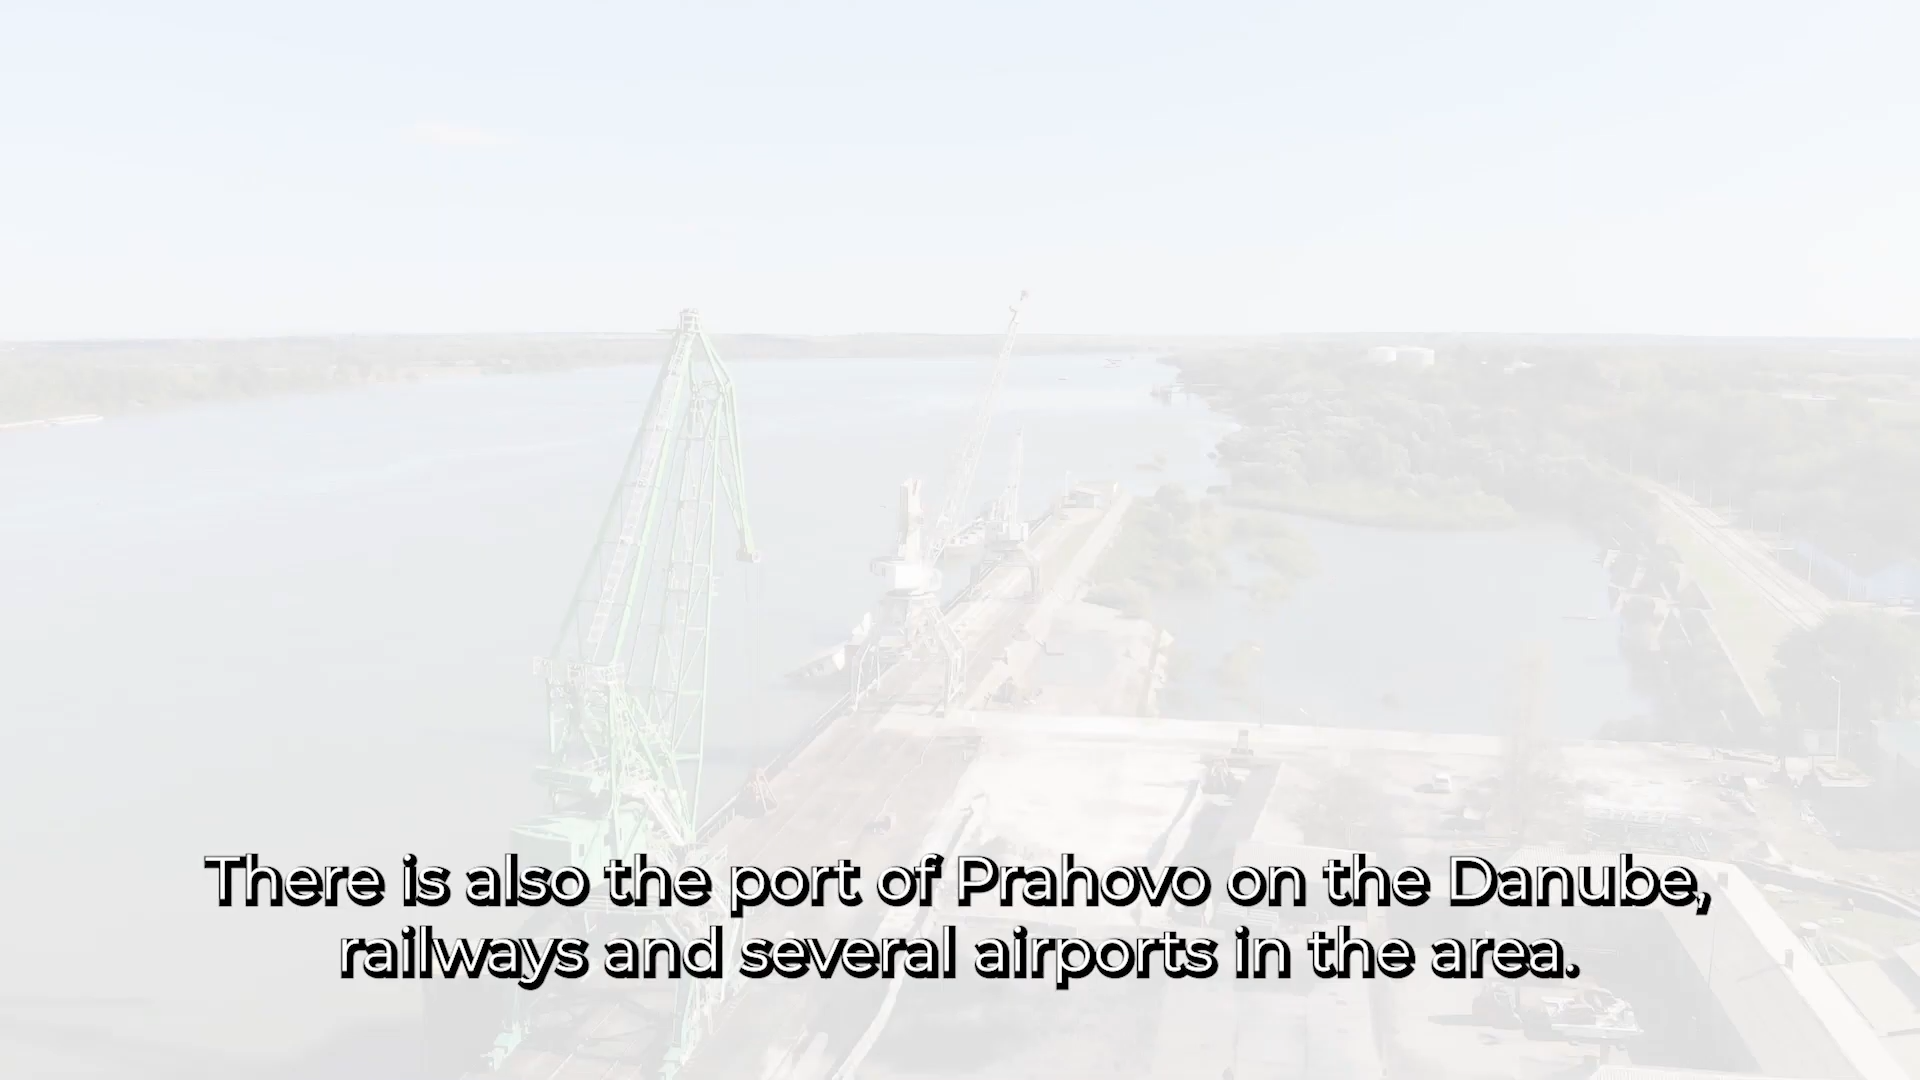 There is also the port of Prahovo on the Danube,
railways and several airports in the area.